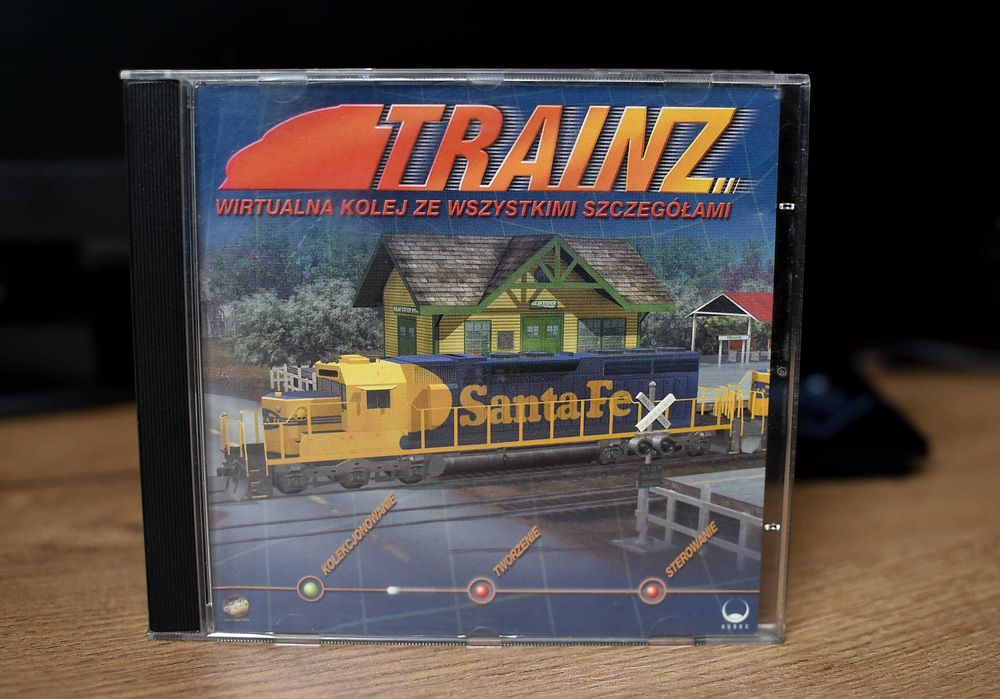 TRAINZ
WIRTUALNA KOLEJ ZE WSZYSTKIMI SZCZEGÓŁAMI
Santa Fe
KOLEKCJONOWANIE
TWORZENIE
STEROWANIE